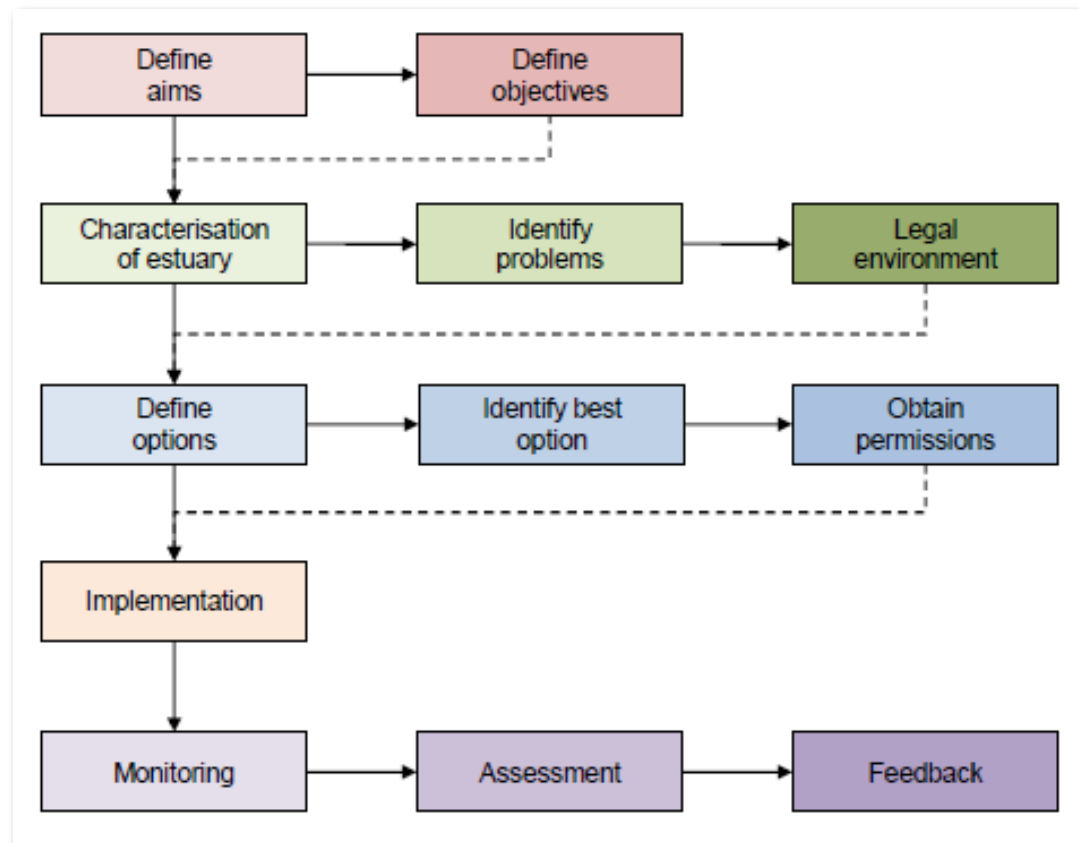 Define
aims
Define
objectives
Characterisation
of estuary
Identify
problems
Legal
environment
Define
options
Identify best
option
Obtain
permissions
Implementation
Monitoring
Assessment
Feedback